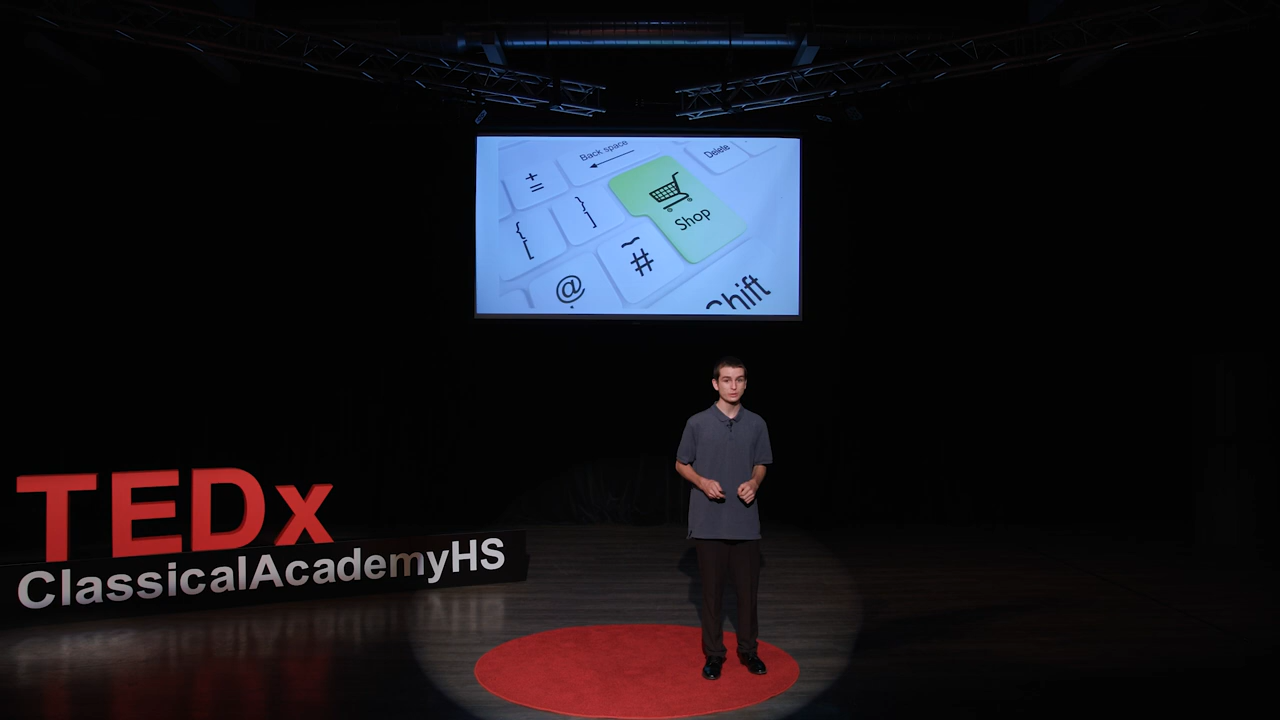 Back space
Delete
+
=
Shop
}
]
{
[
~
#
@
Shift
TEDx
ClassicalAcademyHS